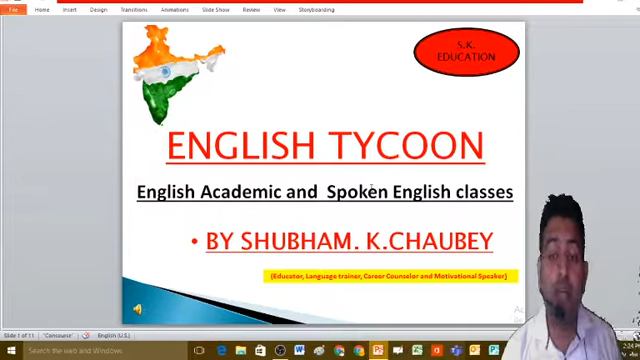 File Home Insert Design Transitions Animations Slide Show Review View Storyboarding
S.K.
EDUCATION
ENGLISH TYCOON
English Academic and Spoken English classes
• BY SHUBHAM. K.CHAUBEY
(Educator, Language trainer, Career Counselor and Motivational Speaker)
Slide 1 of 11 "Concourse" English (U.S.)
Search the web and Windows